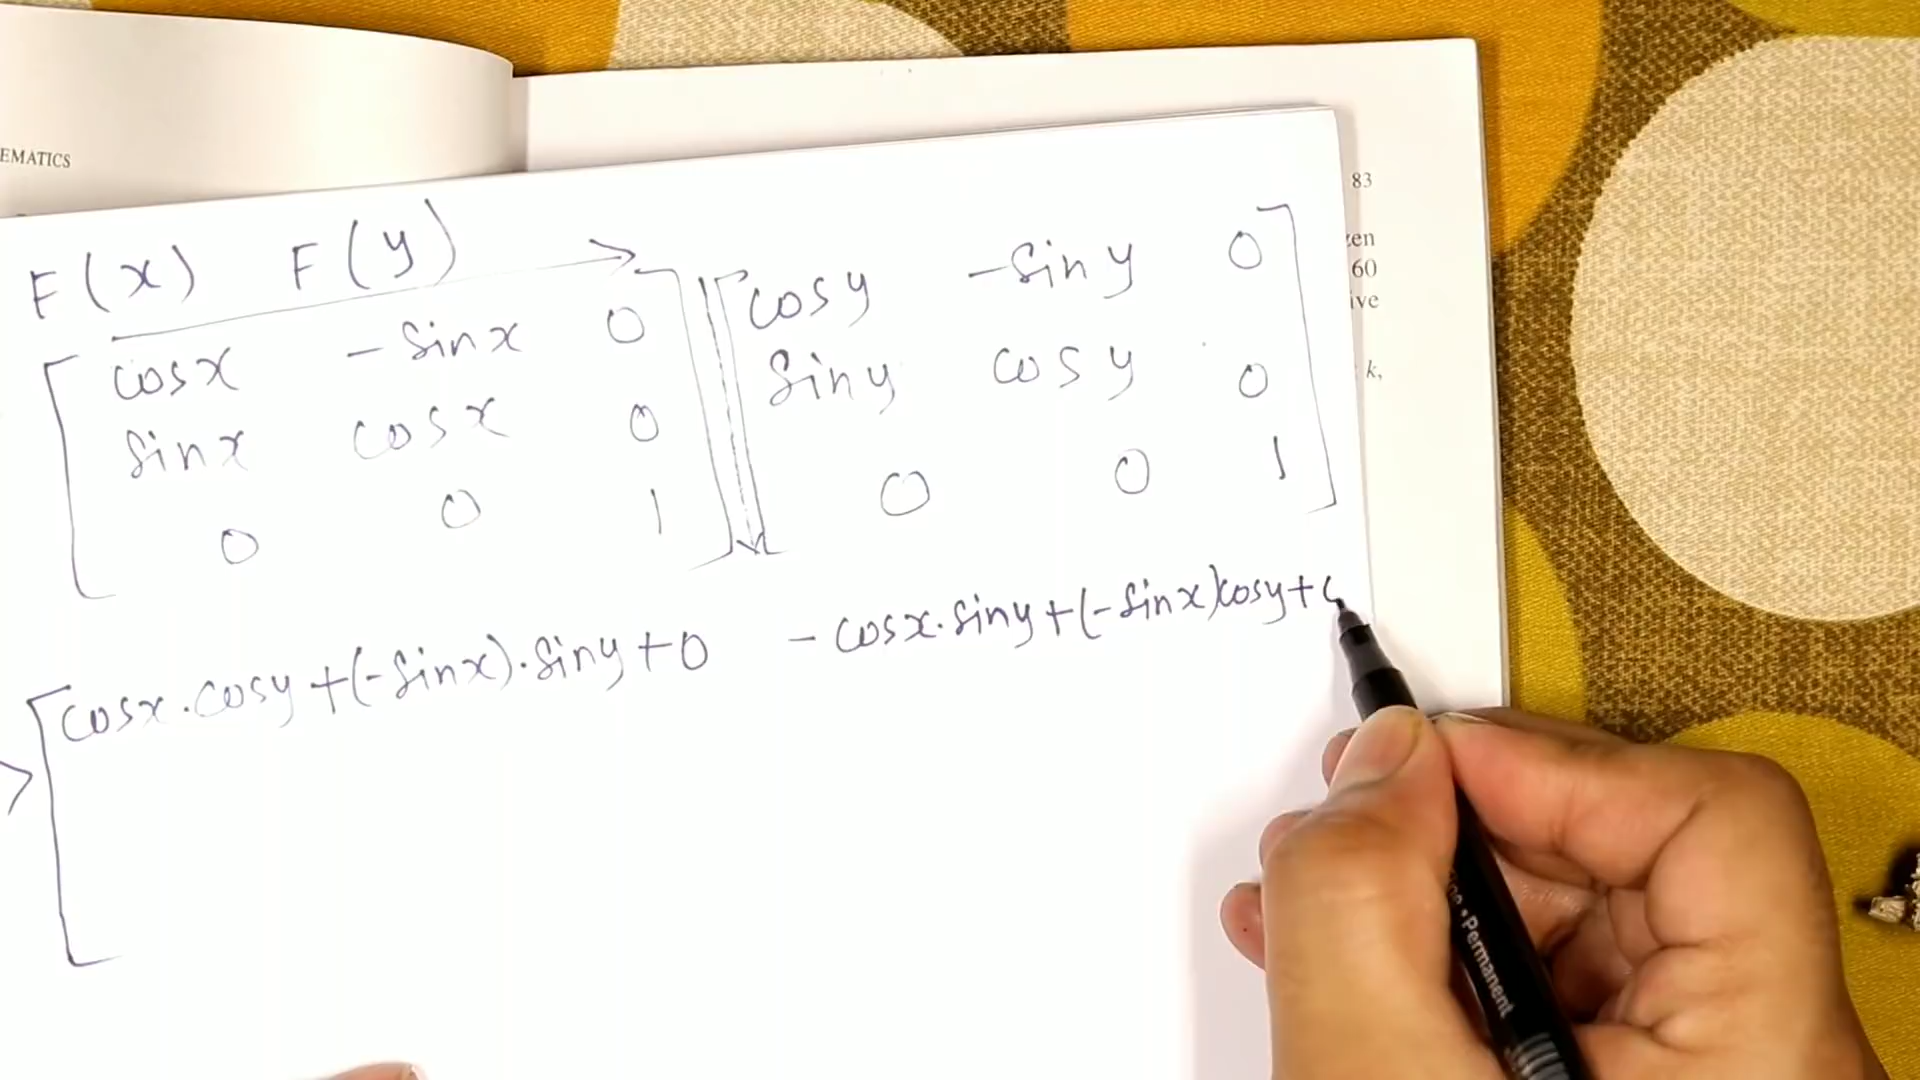 EMATICS
83
zen
60
ive
k,
F(x) F(y)
cosx -sinx 0
sinx cosx 0
0 0 1
cosy -siny 0
siny cosy 0
0 0 1
cosx.cosy+(-sinx).siny+0 -cosx.siny+(-sinx)cosy+
Permanent